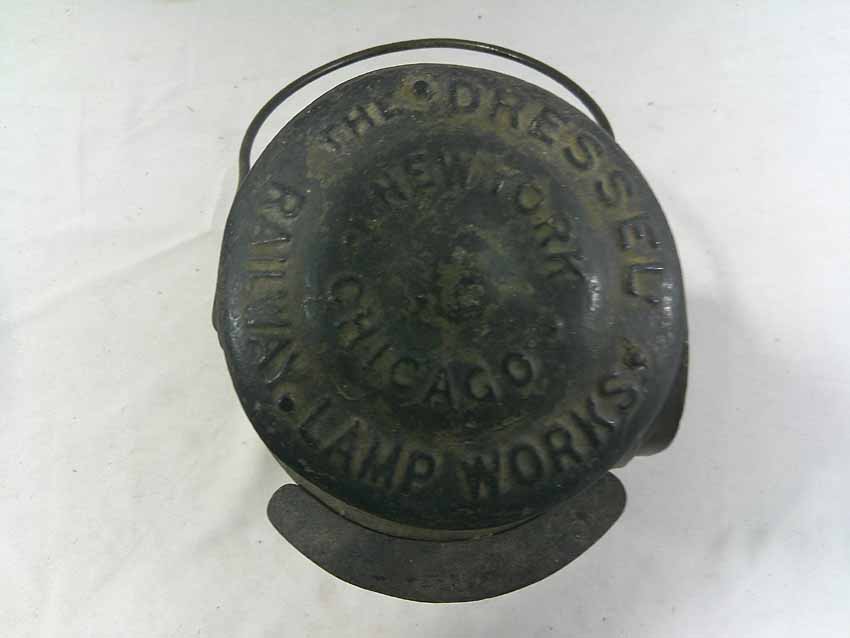 THE DRESSEL
RAILWAY LAMP WORKS
NEW YORK
CHICAGO